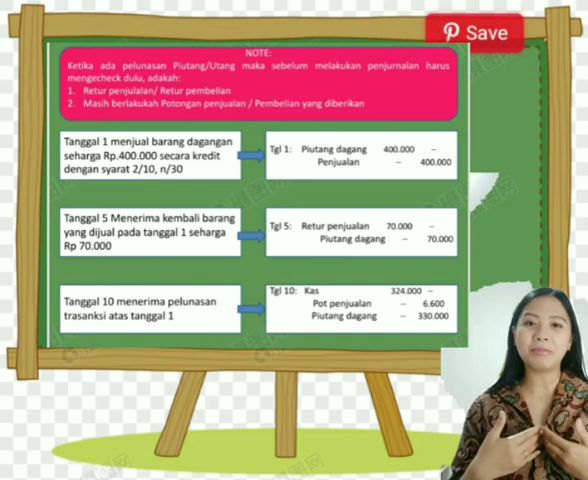 Save
NOTE:
Ketika ada pelunasan Piutang/Utang maka sebelum melakukan penjurnalan harus
mengecheck dulu, adakah:
1. Retur penjulalan/ Retur pembelian
2. Masih berlakukah Potongan penjualan / Pembelian yang diberikan
Tanggal 1 menjual barang dagangan
seharga Rp.400.000 secara kredit
dengan syarat 2/10, n/30
Tgl 1: Piutang dagang 400.000 –
Penjualan – 400.000
Tanggal 5 Menerima kembali barang
yang dijual pada tanggal 1 seharga
Rp 70.000
Tgl 5: Retur penjualan 70.000 –
Piutang dagang – 70.000
Tanggal 10 menerima pelunasan
trasanksi atas tanggal 1
Tgl 10: Kas 324.000 –
Pot penjualan – 6.600
Piutang dagang – 330.000